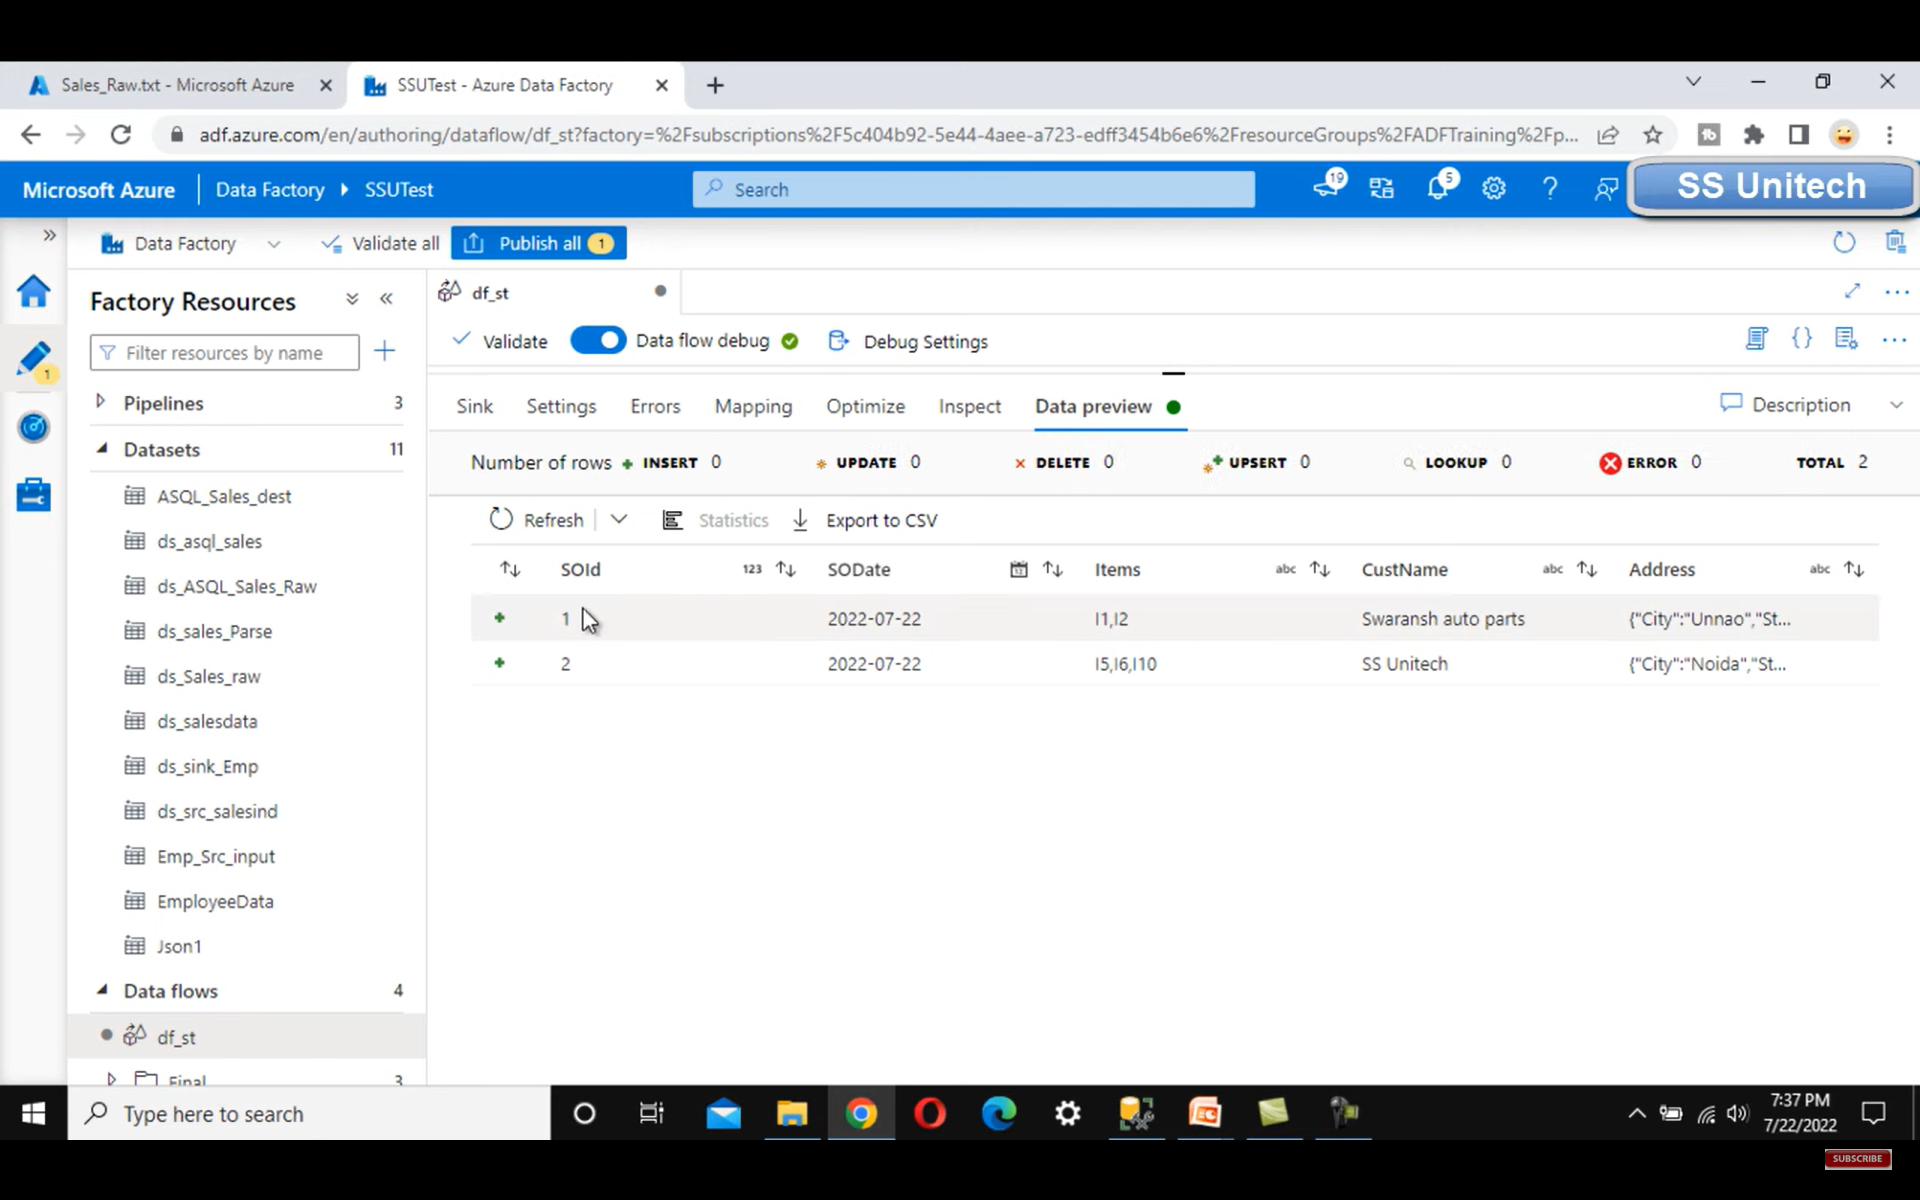 Sales_Raw.txt - Microsoft Azure
SSUTest - Azure Data Factory
adf.azure.com/en/authoring/dataflow/df_st?factory=%2Fsubscriptions%2F5c404b92-5e44-4aee-a723-edff3454b6e6%2FresourceGroups%2FADFTraining%2Fp...
Microsoft Azure
Data Factory
SSUTest
Search
19
5
SS Unitech
Data Factory
Validate all
Publish all 1
Factory Resources
df_st
Filter resources by name
Validate
Data flow debug
Debug Settings
1
Pipelines 3
Sink
Settings
Errors
Mapping
Optimize
Inspect
Data preview
Description
Datasets 11
Number of rows
INSERT 0
UPDATE 0
DELETE 0
UPSERT 0
LOOKUP 0
ERROR 0
TOTAL 2
ASQL_Sales_dest
ds_asql_sales
ds_ASQL_Sales_Raw
ds_sales_Parse
ds_Sales_raw
ds_salesdata
ds_sink_Emp
ds_src_salesind
Emp_Src_input
EmployeeData
Json1
Data flows 4
df_st
Final 3
Refresh
Statistics
Export to CSV
SOId 123
SODate
Items abc
CustName abc
Address abc
1 2022-07-22 I1,I2 Swaransh auto parts {"City":"Unnao","St...
2 2022-07-22 I5,I6,I10 SS Unitech {"City":"Noida","St...
Type here to search
7:37 PM
7/22/2022
SUBSCRIBE